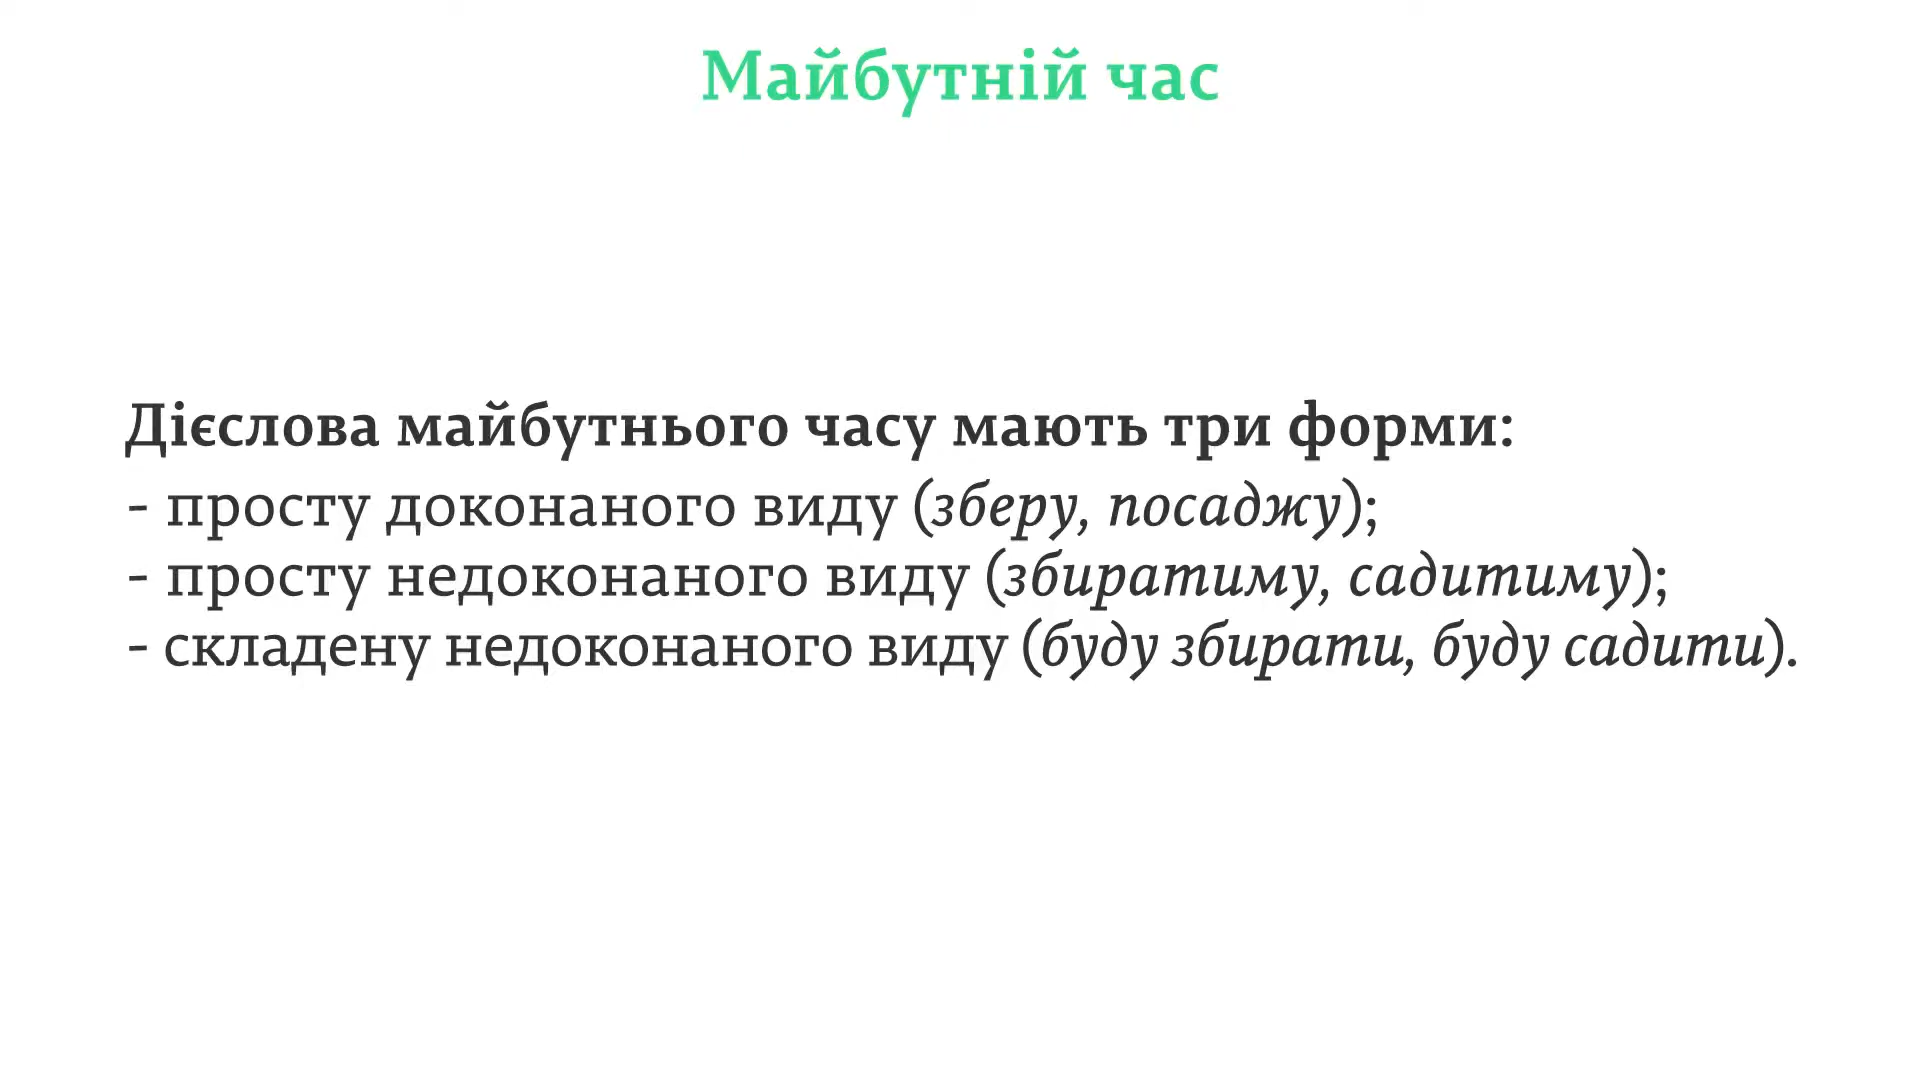 Майбутній час
Дієслова майбутнього часу мають три форми:
- просту доконаного виду (зберу, посаджу);
- просту недоконаного виду (збиратиму, садитиму);
- складену недоконаного виду (буду збирати, буду садити).